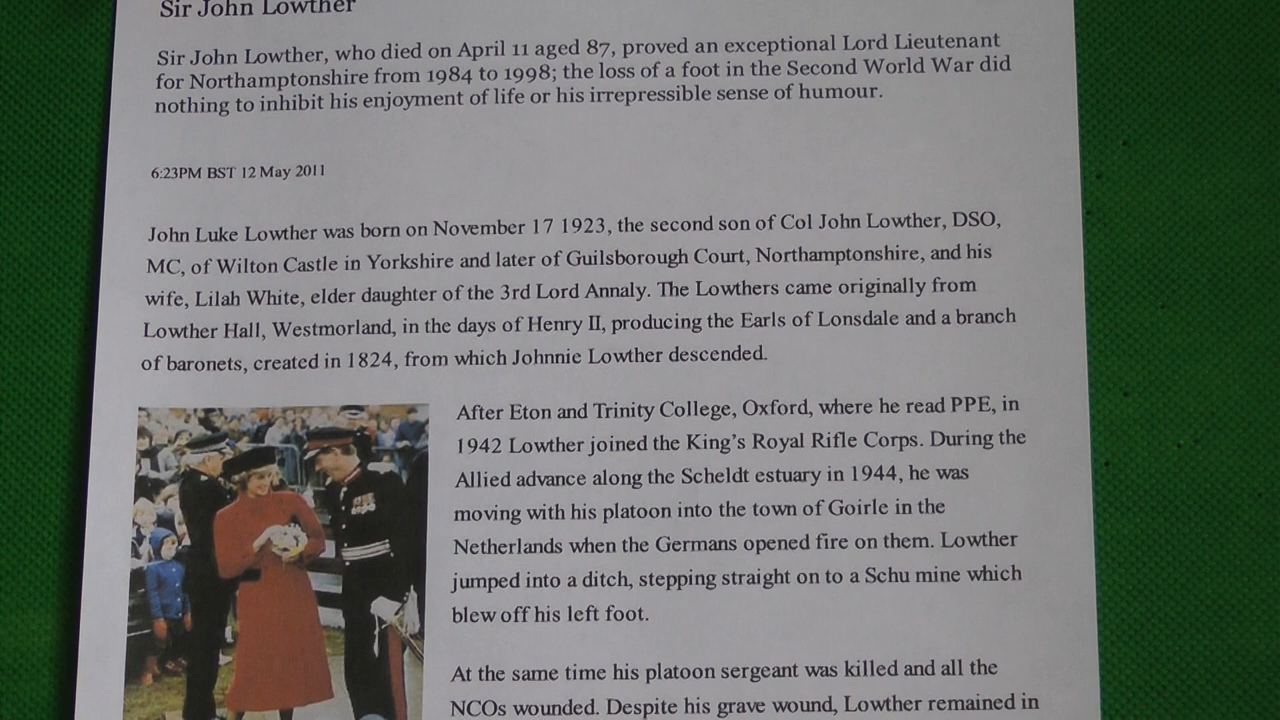 Sir John Lowther
Sir John Lowther, who died on April 11 aged 87, proved an exceptional Lord Lieutenant
for Northamptonshire from 1984 to 1998; the loss of a foot in the Second World War did
nothing to inhibit his enjoyment of life or his irrepressible sense of humour.
6:23PM BST 12 May 2011
John Luke Lowther was born on November 17 1923, the second son of Col John Lowther, DSO,
MC, of Wilton Castle in Yorkshire and later of Guilsborough Court, Northamptonshire, and his
wife, Lilah White, elder daughter of the 3rd Lord Annaly. The Lowthers came originally from
Lowther Hall, Westmorland, in the days of Henry II, producing the Earls of Lonsdale and a branch
of baronets, created in 1824, from which Johnnie Lowther descended.
After Eton and Trinity College, Oxford, where he read PPE, in
1942 Lowther joined the King's Royal Rifle Corps. During the
Allied advance along the Scheldt estuary in 1944, he was
moving with his platoon into the town of Goirle in the
Netherlands when the Germans opened fire on them. Lowther
jumped into a ditch, stepping straight on to a Schu mine which
blew off his left foot.
At the same time his platoon sergeant was killed and all the
NCOs wounded. Despite his grave wound, Lowther remained in